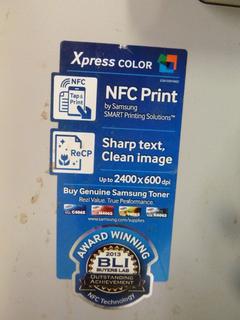 Xpress COLOR
NFC
Tap &
Print
NFC Print
by Samsung
SMART Printing Solutions™
ReCP
Sharp text,
Clean image
Up to 2400 x 600 dpi
Buy Genuine Samsung Toner
Real Value. True Performance.
www.samsung.com/supplies
AWARD WINNING
2013
BLI
BUYERS LAB
OUTSTANDING
ACHIEVEMENT
NFC Technology